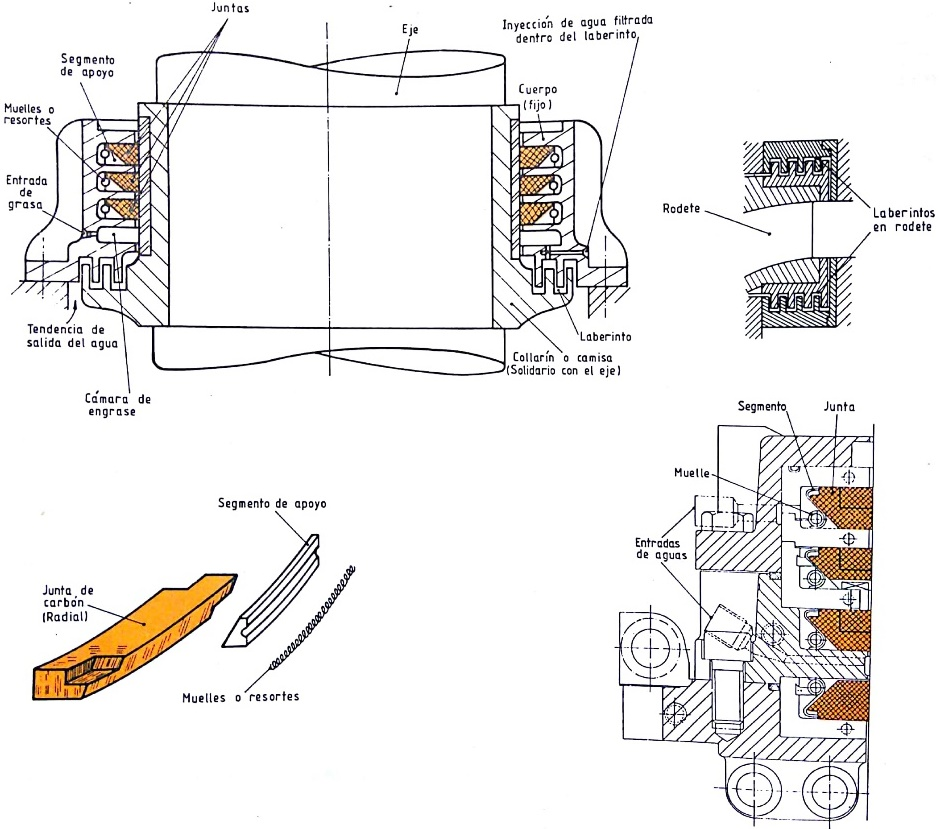 Juntas
Eje
Inyección de agua filtrada
dentro del laberinto
Segmento
de apoyo
Muelles o
resortes
Cuerpo
(fijo)
Entrada
de
grasa
Tendencia de
salida del agua
Laberinto
Collarín o camisa
(Solidario con el eje)
Cámara de
engrase
Rodete
Laberintos
en rodete
Segmento
Junta
Muelle
Entradas
de aguas
Segmento de apoyo
Junta de
carbón
(Radial)
Muelles o resortes